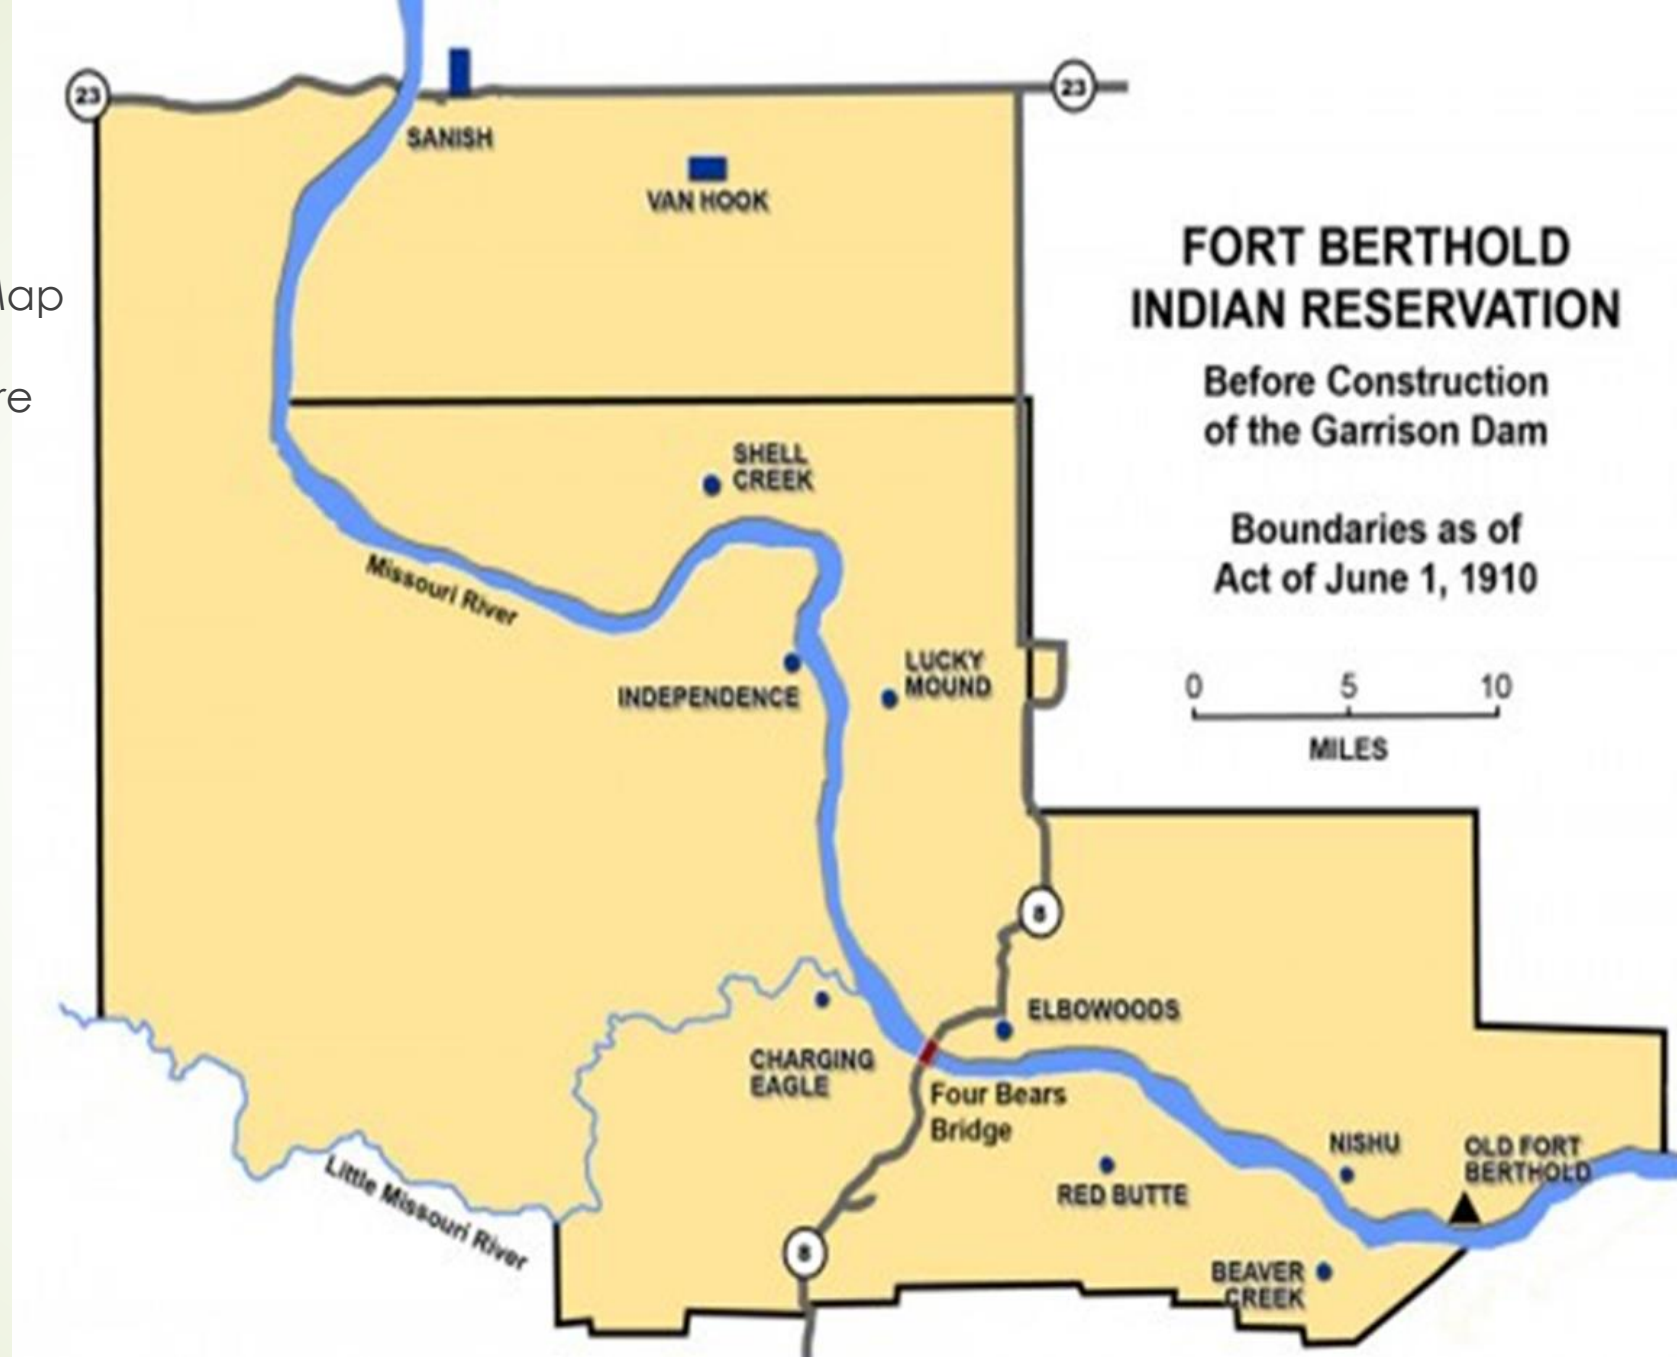 23
23
SANISH
VAN HOOK
FORT BERTHOLD
INDIAN RESERVATION
Before Construction
of the Garrison Dam
Boundaries as of
Act of June 1, 1910
0 5 10
MILES
SHELL
CREEK
Missouri River
INDEPENDENCE
LUCKY
MOUND
8
ELBOWOODS
CHARGING
EAGLE
Four Bears
Bridge
RED BUTTE
NISHU
OLD FORT
BERTHOLD
Little Missouri River
8
BEAVER
CREEK